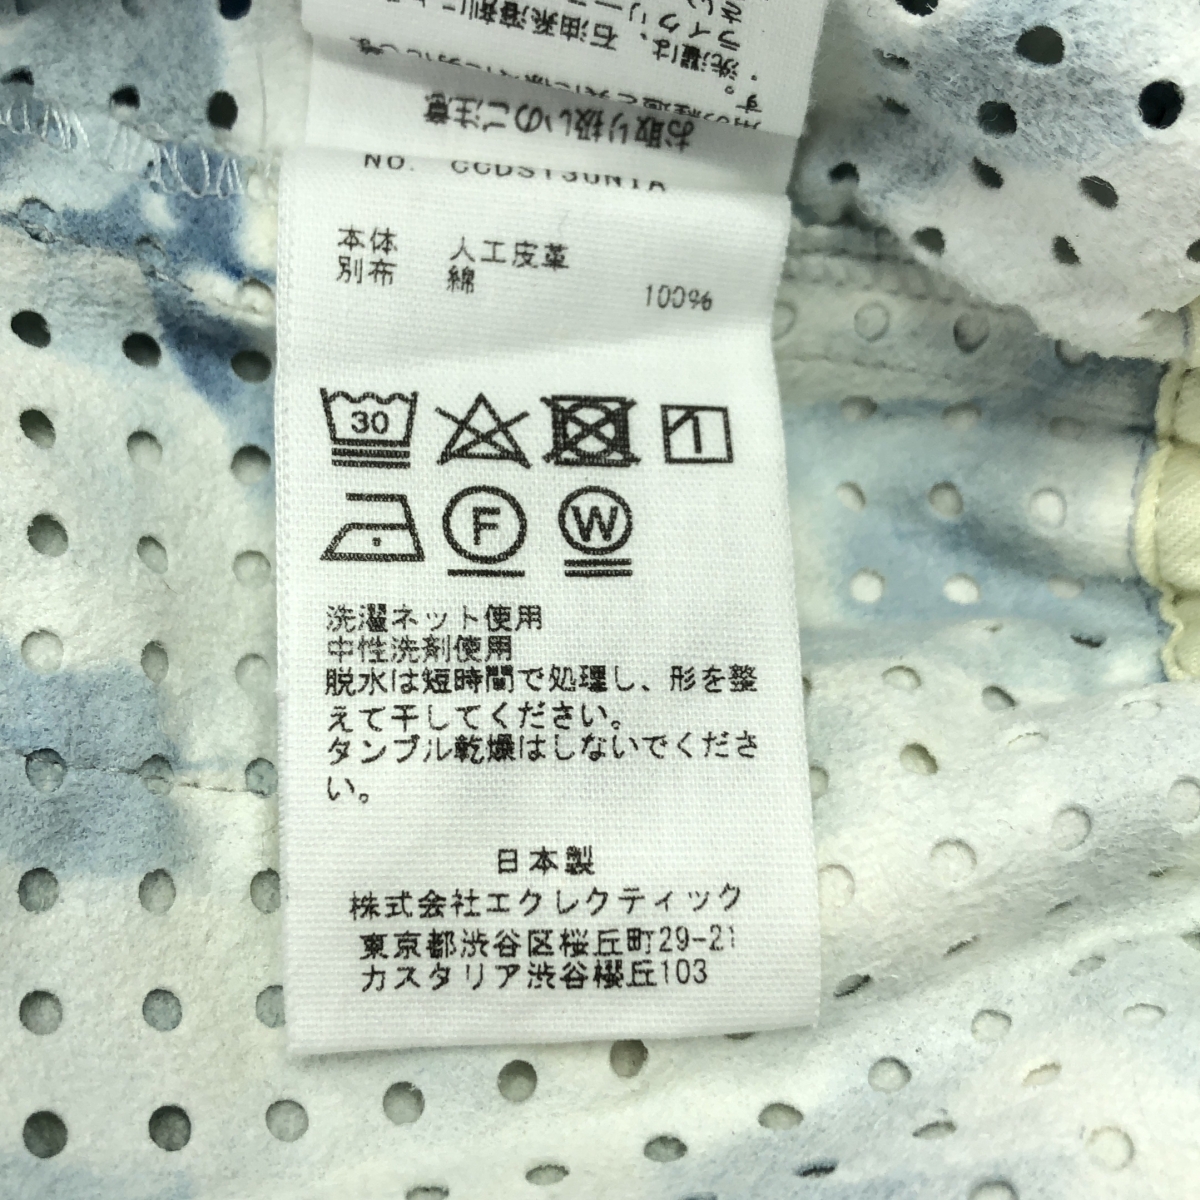 お取り扱いのご注意
NO. CCDS130N1A
本体 人工皮革
別布 綿 100%
30
F
W
洗濯ネット使用
中性洗剤使用
脱水は短時間で処理し、形を整
えて干してください。
タンブル乾燥はしないでくださ
い。
日本製
株式会社エクレクティック
東京都渋谷区桜丘町29-21
カスタリア渋谷櫻丘103